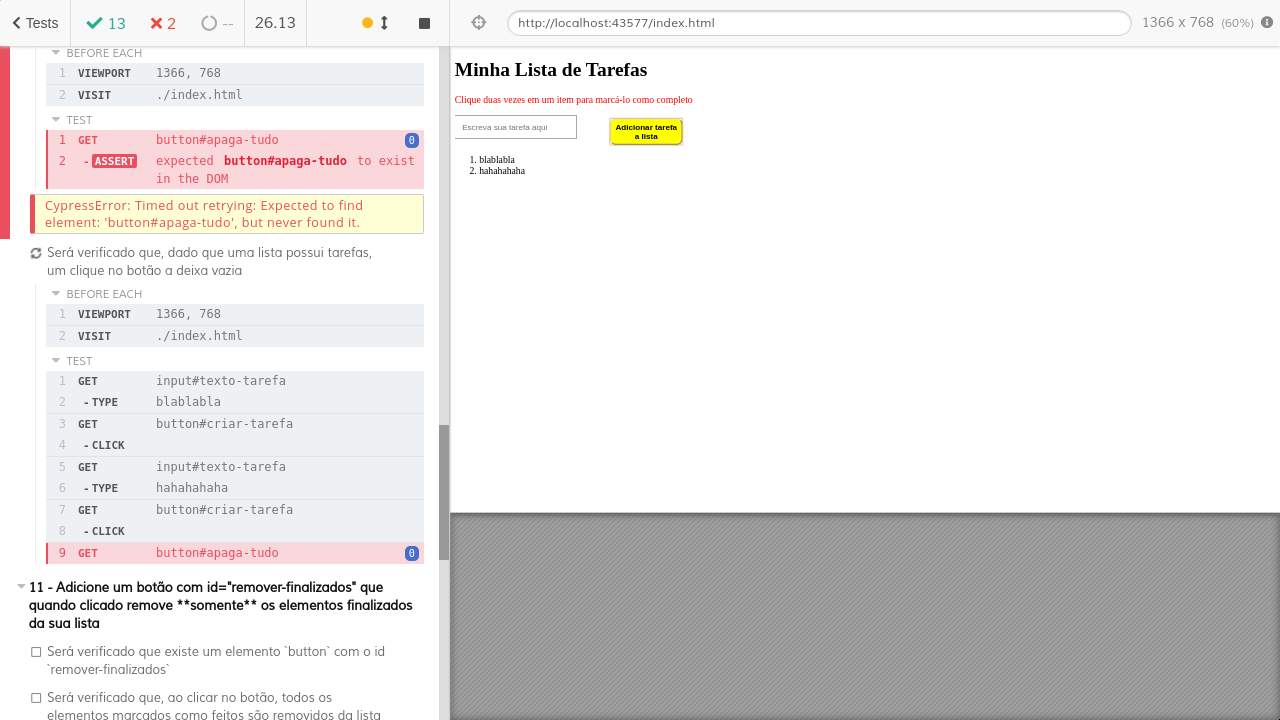 Tests 13 2 -- 26.13
http://localhost:43577/index.html 1366 x 768 (60%)
BEFORE EACH
1 VIEWPORT 1366, 768
2 VISIT ./index.html
TEST
1 GET button#apaga-tudo 0
2 -ASSERT expected button#apaga-tudo to exist
in the DOM
CypressError: Timed out retrying: Expected to find
element: 'button#apaga-tudo', but never found it.
Será verificado que, dado que uma lista possui tarefas,
um clique no botão a deixa vazia
BEFORE EACH
1 VIEWPORT 1366, 768
2 VISIT ./index.html
TEST
1 GET input#texto-tarefa
2 -TYPE blablabla
3 GET button#criar-tarefa
4 -CLICK
5 GET input#texto-tarefa
6 -TYPE hahahahaha
7 GET button#criar-tarefa
8 -CLICK
9 GET button#apaga-tudo 0
11 - Adicione um botão com id="remover-finalizados" que
quando clicado remove **somente** os elementos finalizados
da sua lista
Será verificado que existe um elemento `button` com o id
`remover-finalizados`
Será verificado que, ao clicar no botão, todos os
elementos marcados como feitos são removidos da lista
Minha Lista de Tarefas
Clique duas vezes em um item para marcá-lo como completo
Escreva sua tarefa aqui
Adicionar tarefa
a lista
1. blablabla
2. hahahahaha